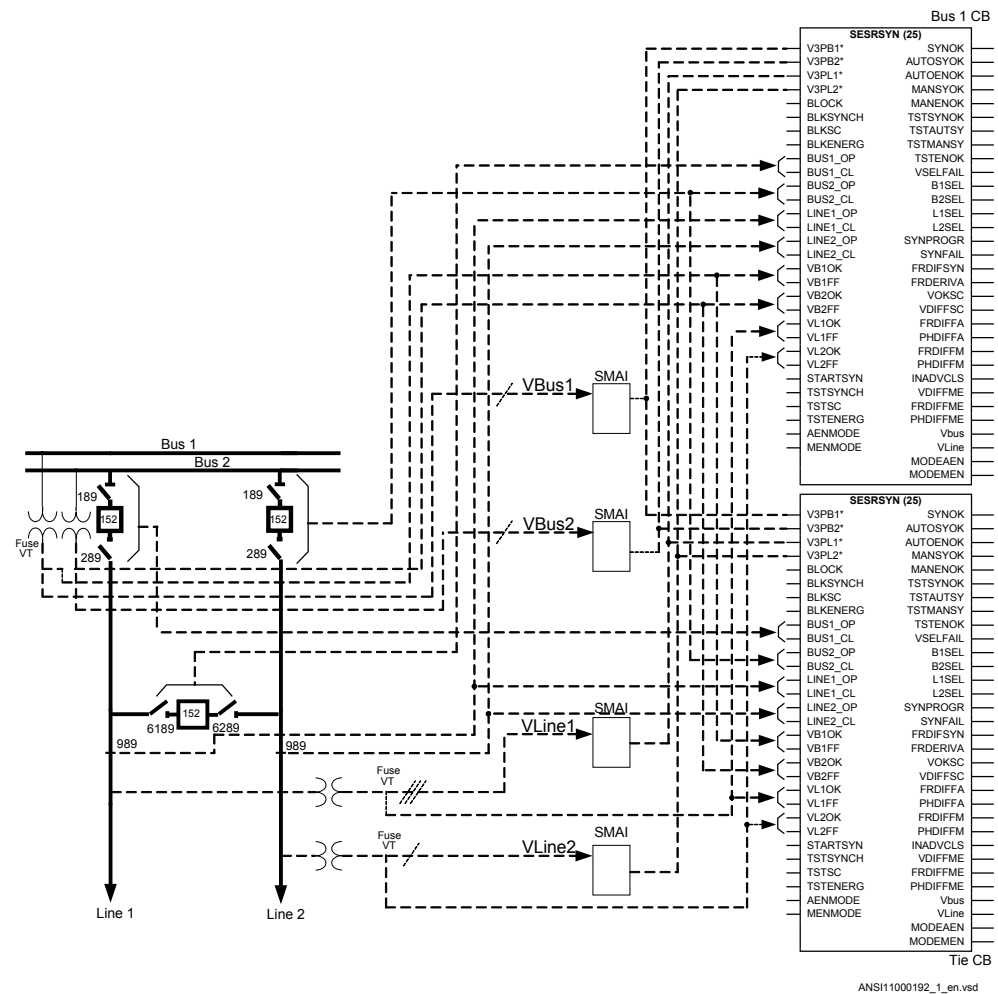 Bus 1 CB
SESRSYN (25)
V3PB1* SYNOK
V3PB2* AUTOSYOK
V3PL1* AUTOENOK
V3PL2* MANSYOK
BLOCK MANENOK
BLKSYNCH TSTSYNOK
BLKSC TSTAUTSY
BLKENERG TSTMANSY
BUS1_OP TSTENOK
BUS1_CL VSELFAIL
BUS2_OP B1SEL
BUS2_CL B2SEL
LINE1_OP L1SEL
LINE1_CL L2SEL
LINE2_OP SYNPROGR
LINE2_CL SYNFAIL
VB1OK FRDIFSYN
VB1FF FRDERIVA
VB2OK VOKSC
VB2FF VDIFFSC
VL1OK FRDIFFA
VL1FF PHDIFFA
VL2OK FRDIFFM
VL2FF PHDIFFM
STARTSYN INADVCLS
TSTSYNCH VDIFFME
TSTSC FRDIFFME
TSTENERG PHDIFFME
AENMODE Vbus
MENMODE VLine
MODEAEN
MODEMEN
SMAI
VBus1
Bus 1
Bus 2
189
152
289
Fuse
VT
189
152
289
SMAI
VBus2
SESRSYN (25)
V3PB1* SYNOK
V3PB2* AUTOSYOK
V3PL1* AUTOENOK
V3PL2* MANSYOK
BLOCK MANENOK
BLKSYNCH TSTSYNOK
BLKSC TSTAUTSY
BLKENERG TSTMANSY
BUS1_OP TSTENOK
BUS1_CL VSELFAIL
BUS2_OP B1SEL
BUS2_CL B2SEL
LINE1_OP L1SEL
LINE1_CL L2SEL
LINE2_OP SYNPROGR
LINE2_CL SYNFAIL
VB1OK FRDIFSYN
VB1FF FRDERIVA
VB2OK VOKSC
VB2FF VDIFFSC
VL1OK FRDIFFA
VL1FF PHDIFFA
VL2OK FRDIFFM
VL2FF PHDIFFM
STARTSYN INADVCLS
TSTSYNCH VDIFFME
TSTSC FRDIFFME
TSTENERG PHDIFFME
AENMODE Vbus
MENMODE VLine
MODEAEN
MODEMEN
6189
152
6289
989
989
SMAI
VLine1
Fuse
VT
SMAI
VLine2
Fuse
VT
Line 1
Line 2
Tie CB
ANSI11000192_1_en.vsd